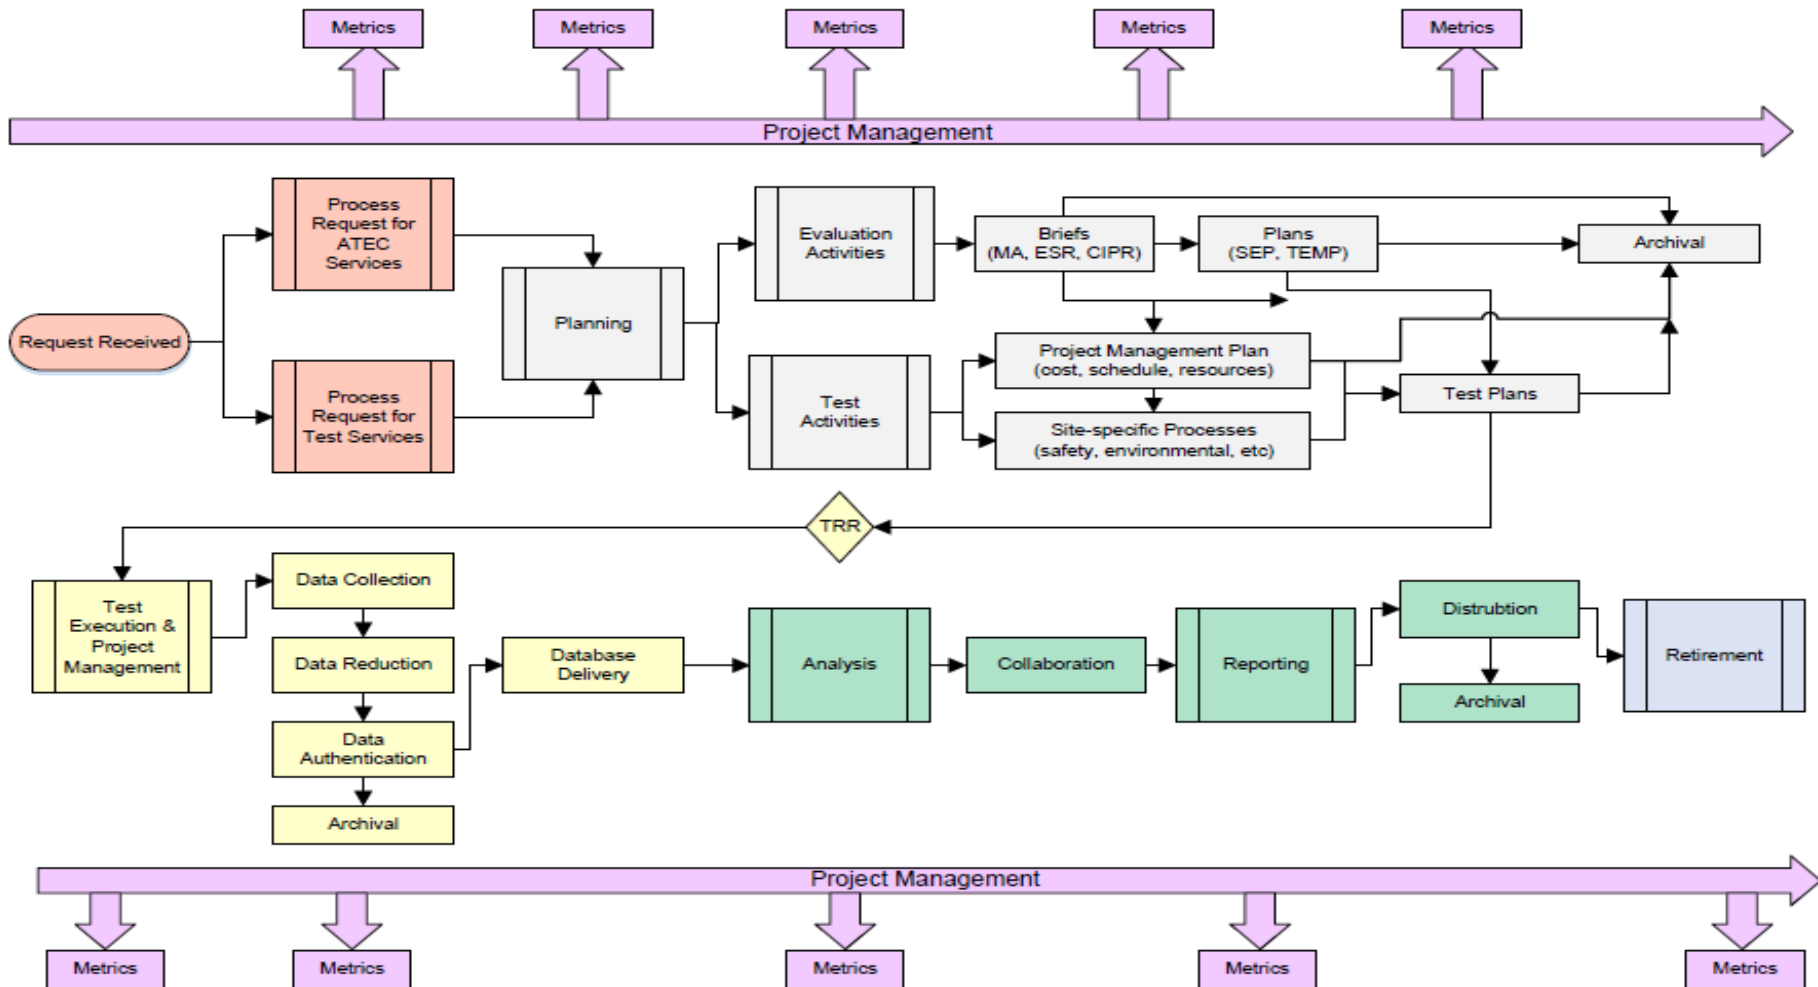 Metrics
Metrics
Metrics
Metrics
Metrics
Project Management
Process
Request for
ATEC
Services
Evaluation
Activities
Briefs
(MA, ESR, CIPR)
Plans
(SEP, TEMP)
Archival
Request Received
Planning
Process
Request for
Test Services
Test
Activities
Project Management Plan
(cost, schedule, resources)
Site-specific Processes
(safety, environmental, etc)
Test Plans
TRR
Test
Execution &
Project
Management
Data Collection
Data Reduction
Data
Authentication
Archival
Database
Delivery
Analysis
Collaboration
Reporting
Distrubtion
Archival
Retirement
Project Management
Metrics
Metrics
Metrics
Metrics
Metrics